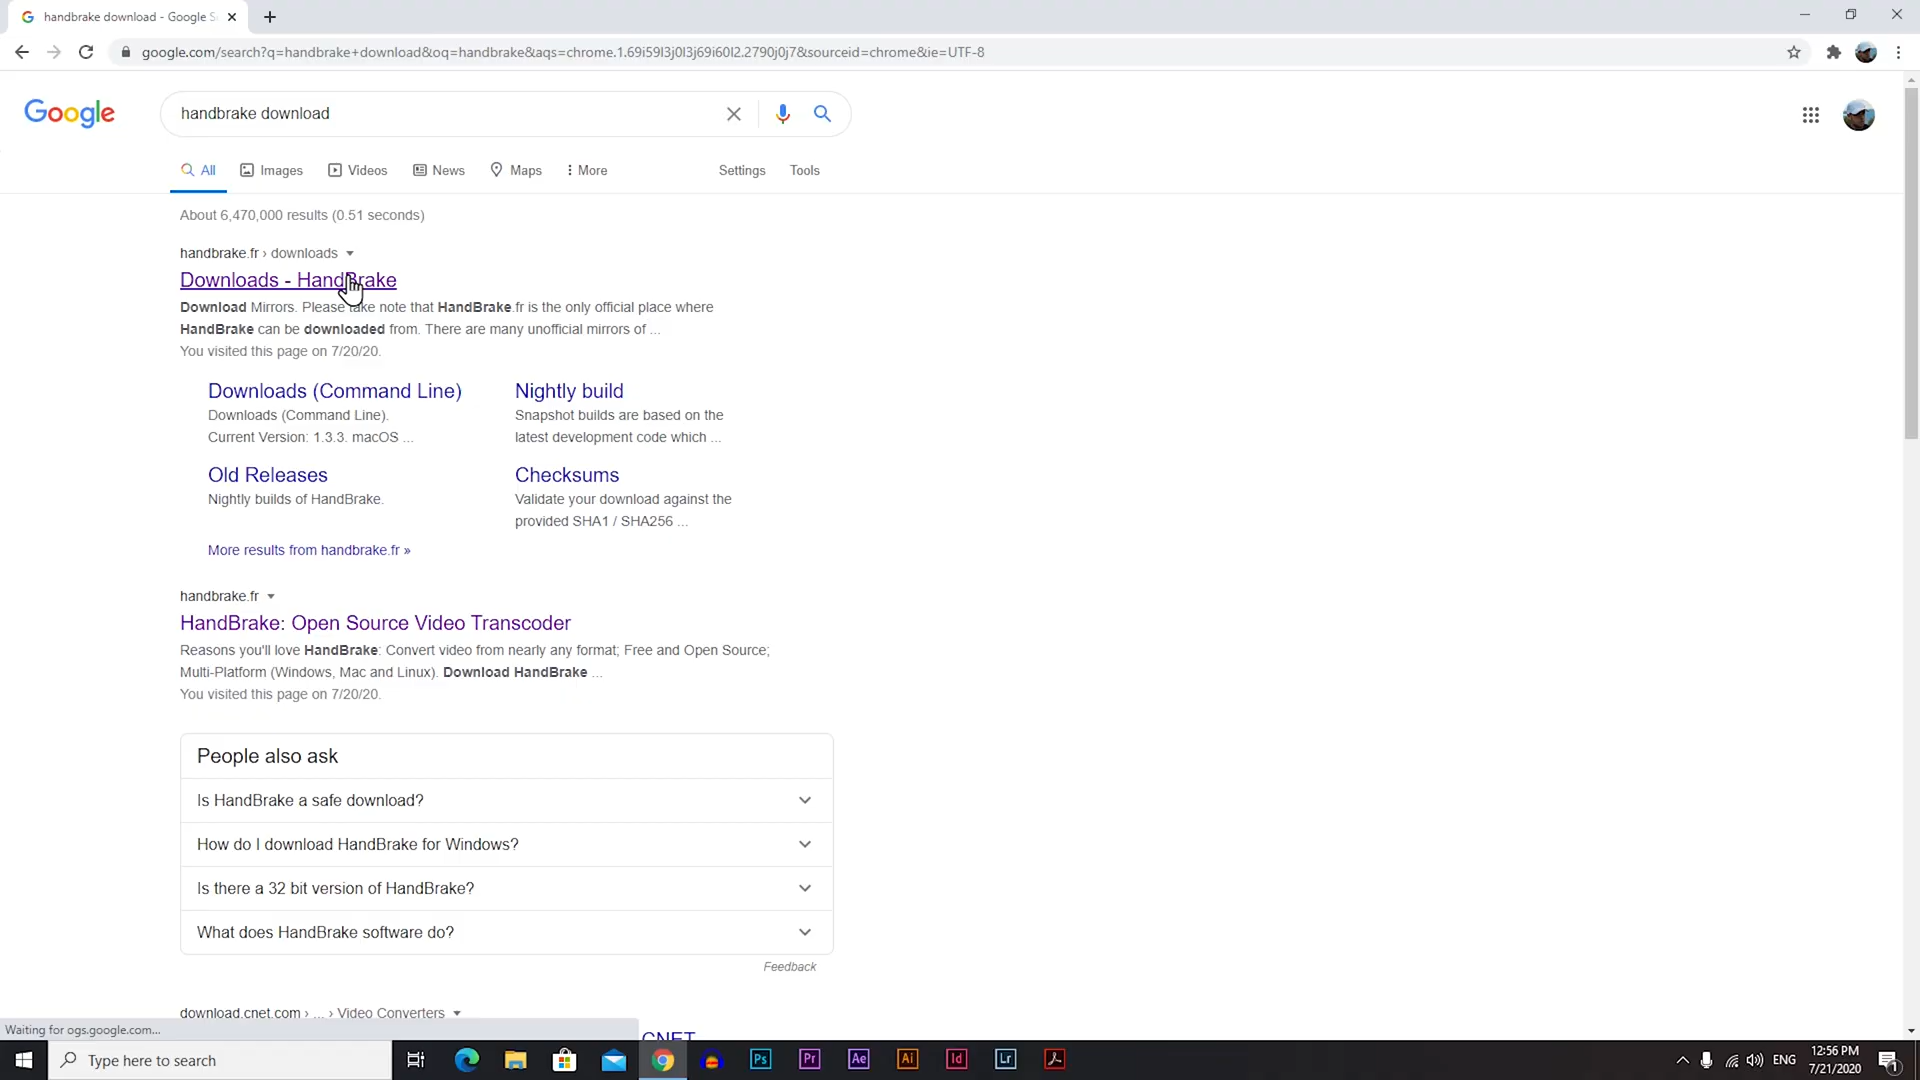 handbrake download - Google S
google.com/search?q=handbrake+download&oq=handbrake&aqs=chrome.1.69i59l3j0l3j69i60l2.2790j0j7&sourceid=chrome&ie=UTF-8
Google
handbrake download
All Images Videos News Maps More Settings Tools
About 6,470,000 results (0.51 seconds)
handbrake.fr › downloads
Downloads - HandBrake
Download Mirrors. Please take note that HandBrake.fr is the only official place where
HandBrake can be downloaded from. There are many unofficial mirrors of ...
You visited this page on 7/20/20.
Downloads (Command Line)
Downloads (Command Line).
Current Version: 1.3.3. macOS ...
Nightly build
Snapshot builds are based on the
latest development code which ...
Old Releases
Nightly builds of HandBrake.
Checksums
Validate your download against the
provided SHA1 / SHA256 ...
More results from handbrake.fr »
handbrake.fr
HandBrake: Open Source Video Transcoder
Reasons you'll love HandBrake: Convert video from nearly any format; Free and Open Source;
Multi-Platform (Windows, Mac and Linux). Download HandBrake ...
You visited this page on 7/20/20.
People also ask
Is HandBrake a safe download?
How do I download HandBrake for Windows?
Is there a 32 bit version of HandBrake?
What does HandBrake software do?
Feedback
download.cnet.com › ... › Video Converters
CNET
Waiting for ogs.google.com...
Type here to search
Ps Pr Ae Ai Id Lr
ENG
12:56 PM
7/21/2020
1